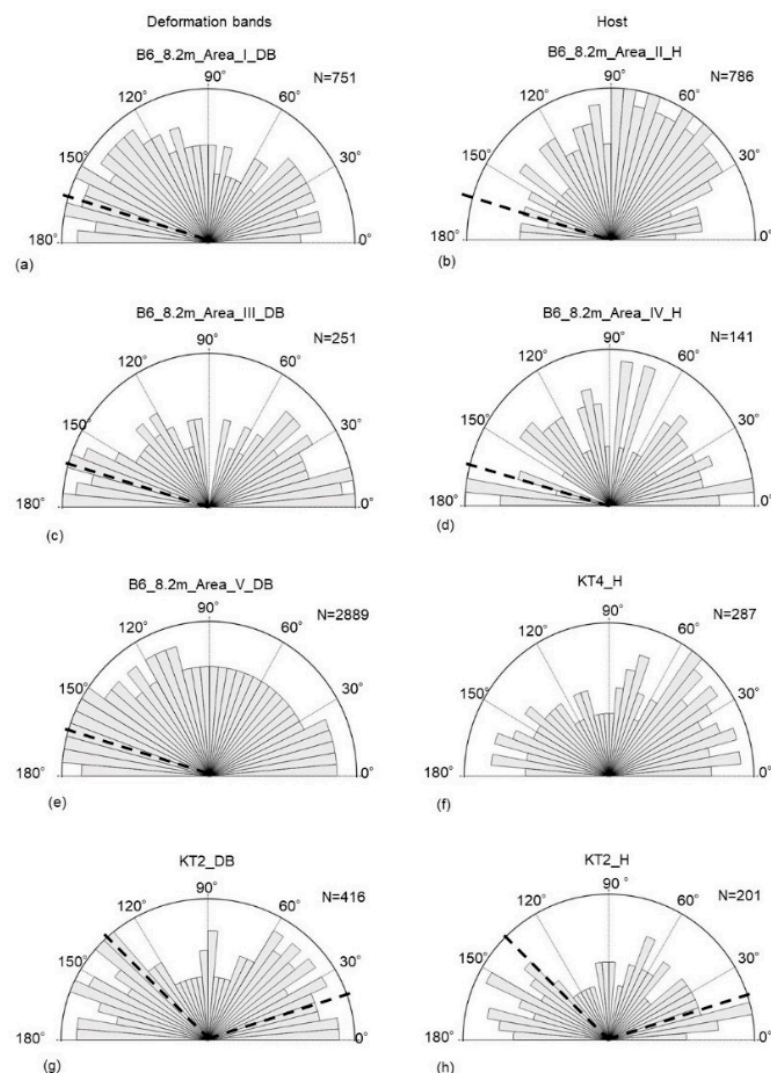 Deformation bands
Host
B6_8.2m_Area_I_DB
N=751
90°
120°
60°
150°
30°
180°
0°
(a)
B6_8.2m_Area_II_H
N=786
90°
120°
60°
150°
30°
180°
0°
(b)
B6_8.2m_Area_III_DB
N=251
90°
120°
60°
150°
30°
180°
0°
(c)
B6_8.2m_Area_IV_H
N=141
90°
120°
60°
150°
30°
180°
0°
(d)
B6_8.2m_Area_V_DB
N=2889
90°
120°
60°
150°
30°
180°
0°
(e)
KT4_H
N=287
90°
120°
60°
150°
30°
180°
0°
(f)
KT2_DB
N=416
90°
120°
60°
150°
30°
180°
0°
(g)
KT2_H
N=201
90°
120°
60°
150°
30°
180°
0°
(h)